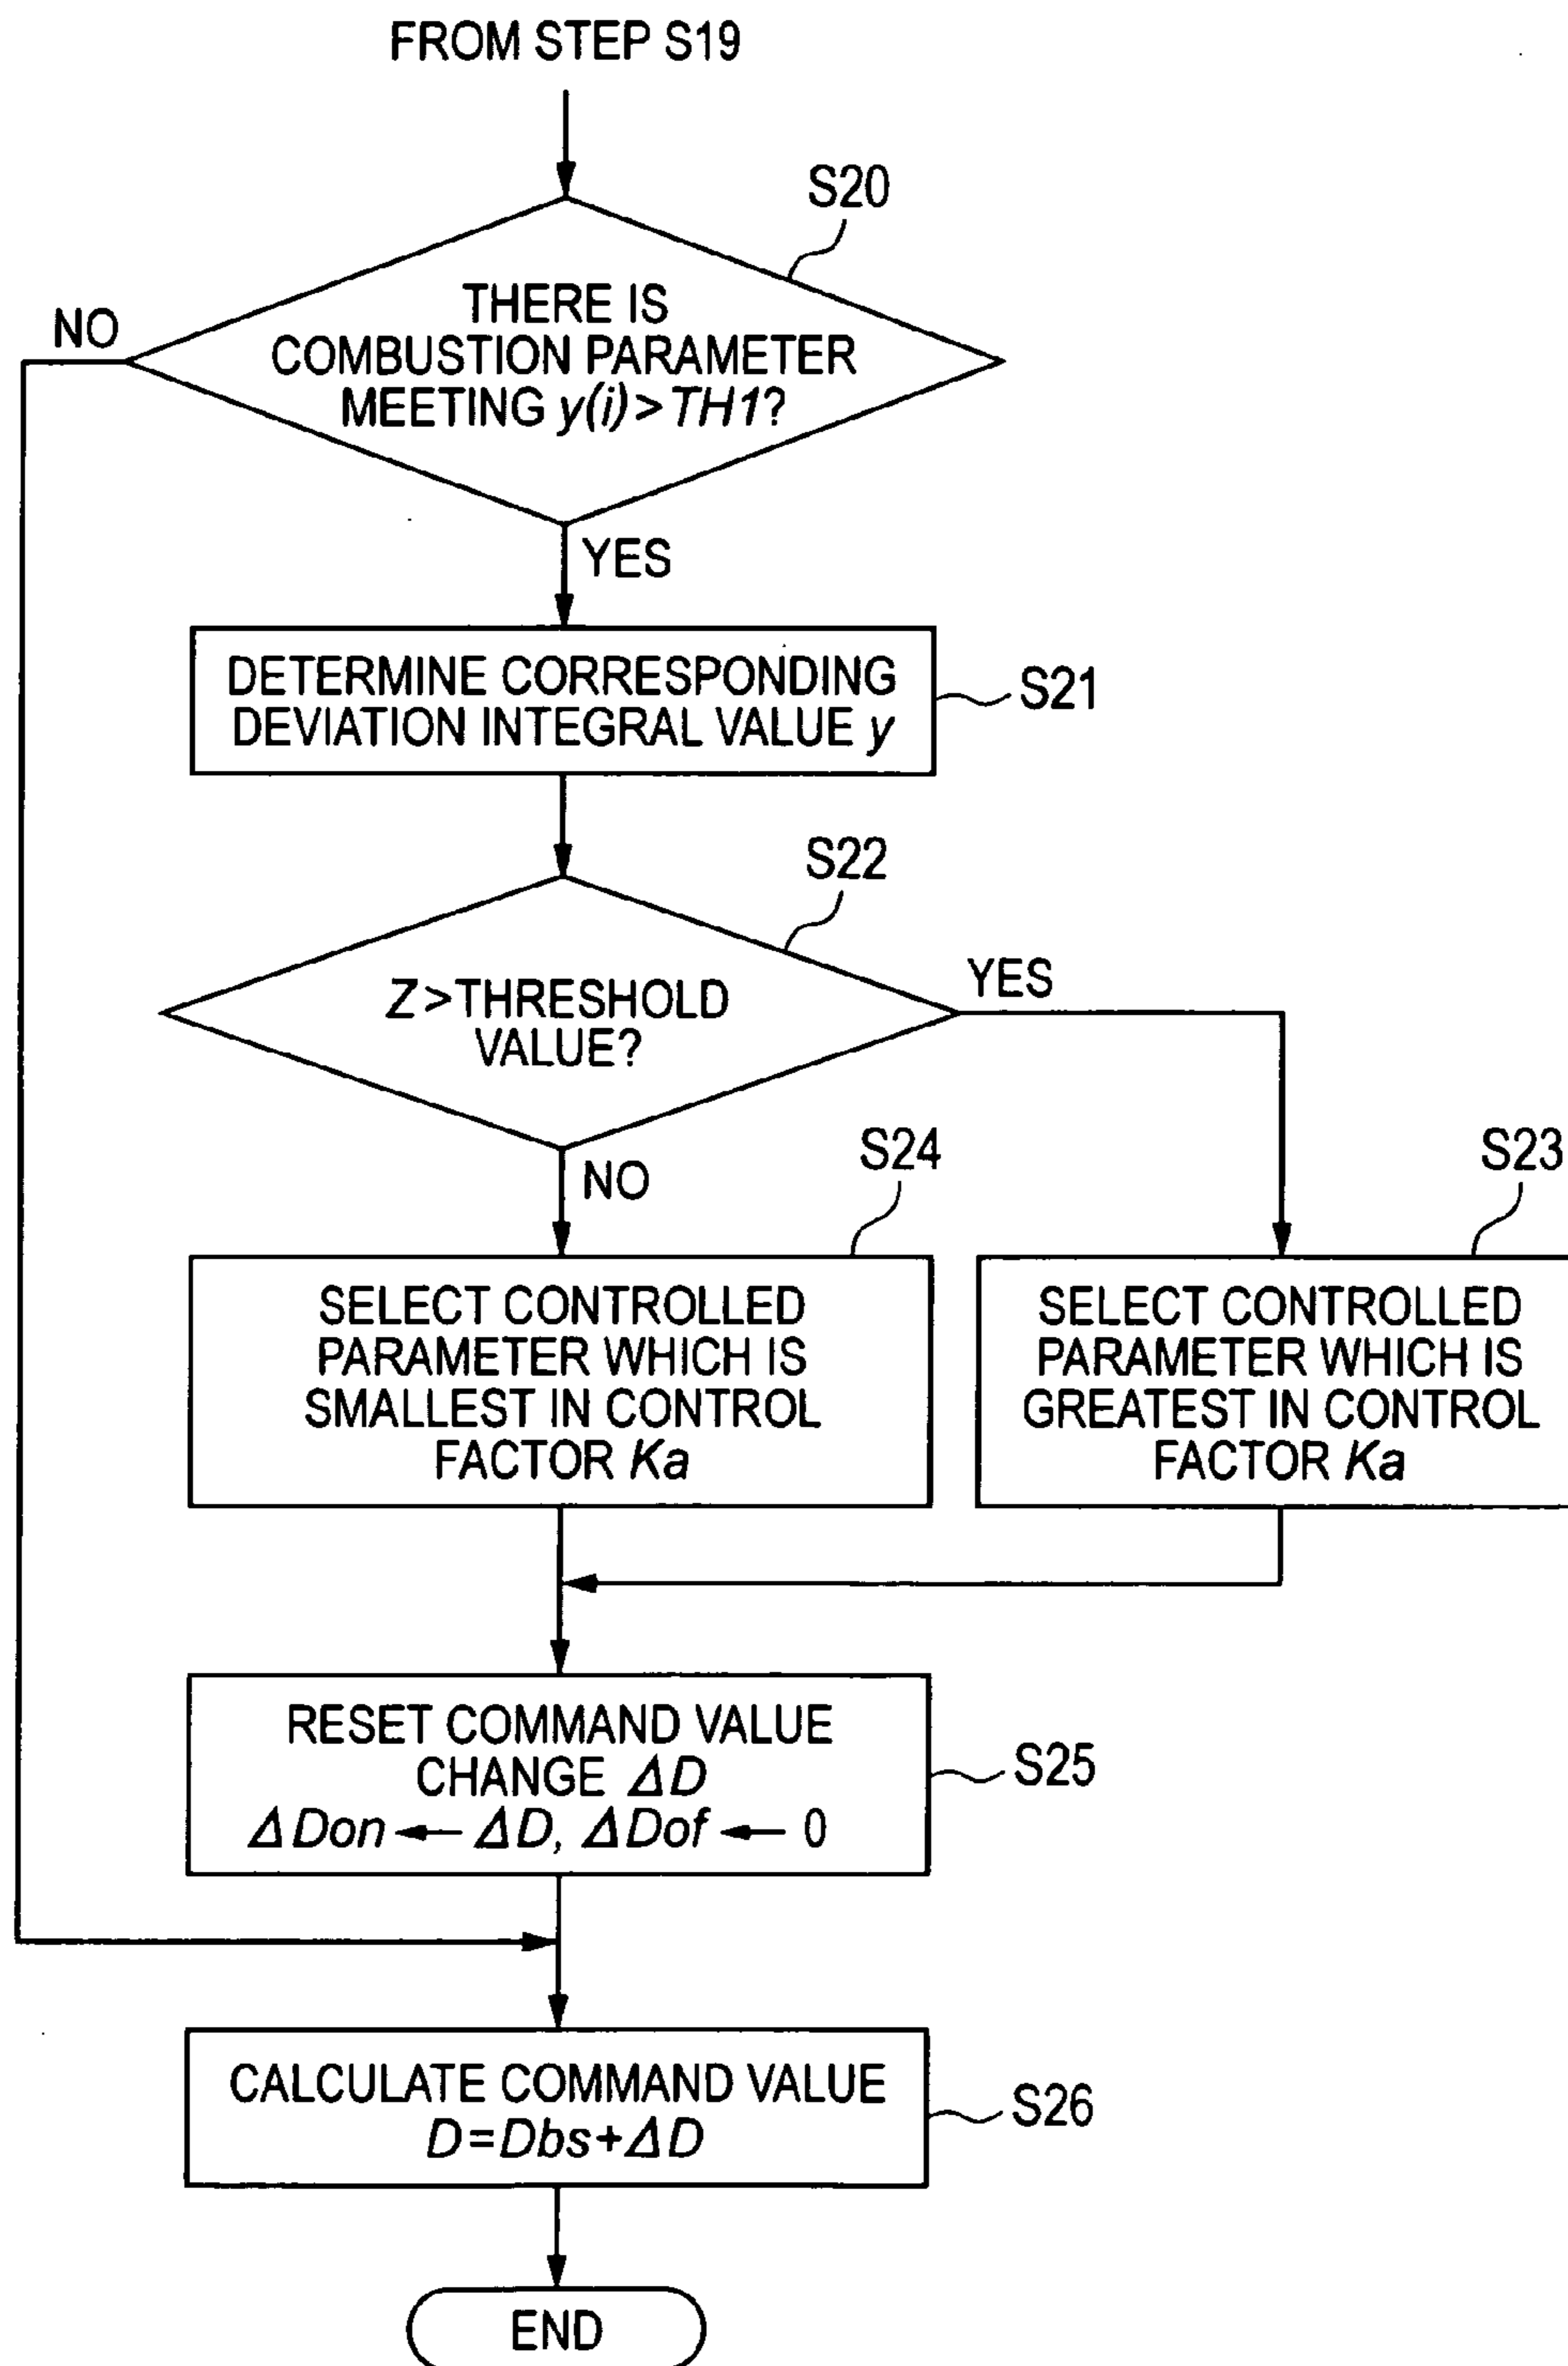 FROM STEP S19
S20
THERE IS
COMBUSTION PARAMETER
MEETING y(i)>TH1?
NO
YES
DETERMINE CORRESPONDING
DEVIATION INTEGRAL VALUE y
S21
S22
Z>THRESHOLD
VALUE?
YES
NO
S24
SELECT CONTROLLED
PARAMETER WHICH IS
SMALLEST IN CONTROL
FACTOR Ka
S23
SELECT CONTROLLED
PARAMETER WHICH IS
GREATEST IN CONTROL
FACTOR Ka
RESET COMMAND VALUE
CHANGE ΔD
ΔDon ← ΔD, ΔDof ← 0
S25
CALCULATE COMMAND VALUE
D=Dbs+ΔD
S26
END